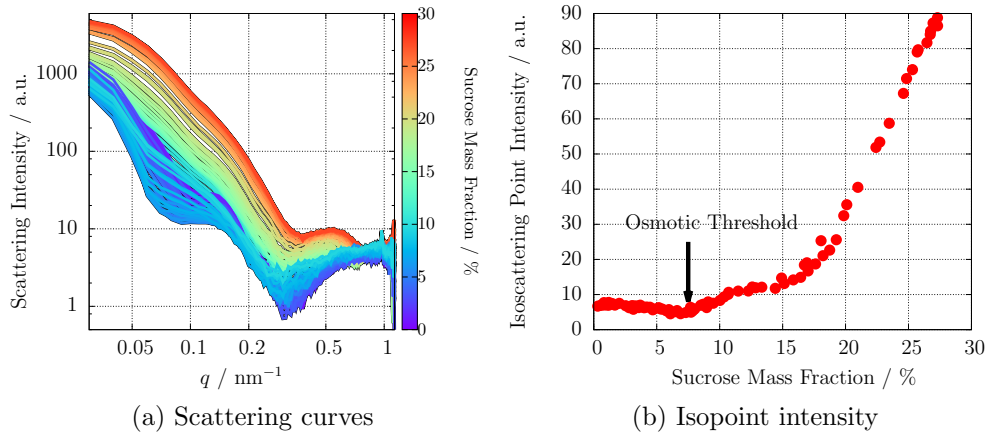 Scattering Intensity / a.u.
1000
100
10
1
0.05 0.1 0.2 0.5 1
q / nm⁻¹
30
25
20
15
10
5
0
Sucrose Mass Fraction / %
(a) Scattering curves
Isoscattering Point Intensity / a.u.
90
80
70
60
50
40
30
20
10
0
Osmotic Threshold
0 5 10 15 20 25 30
Sucrose Mass Fraction / %
(b) Isopoint intensity